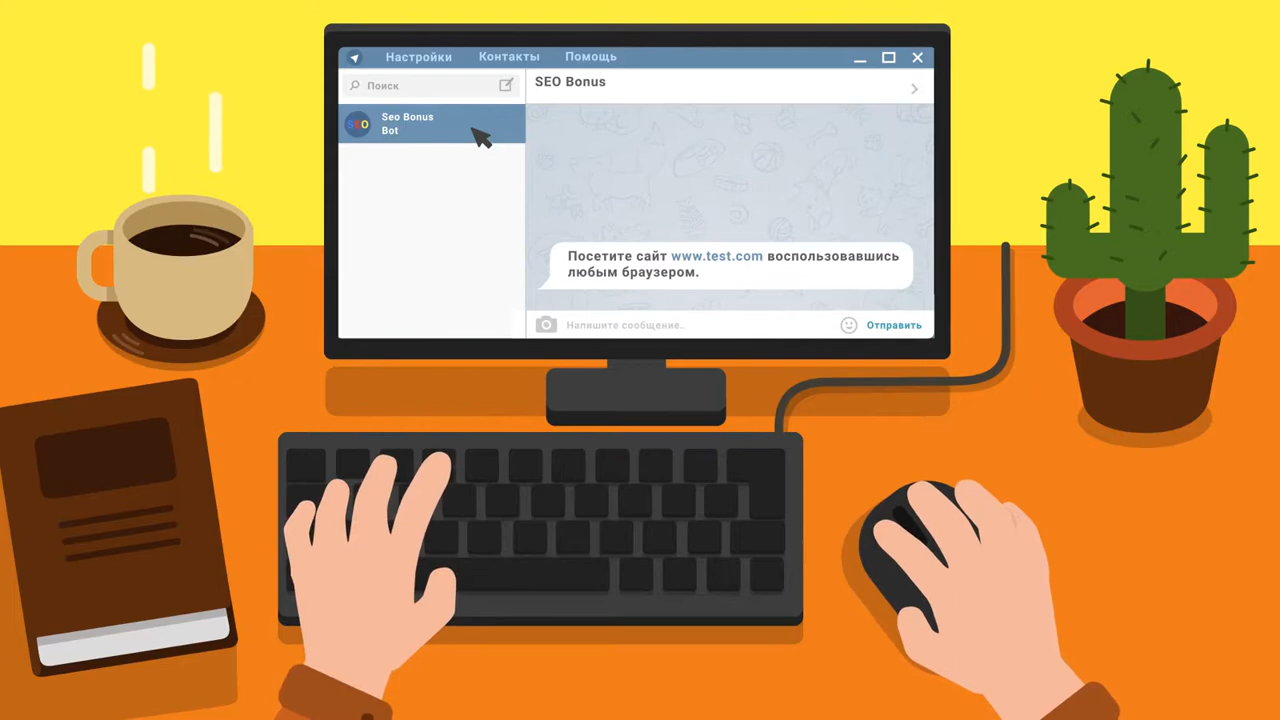 Настройки Контакты Помощь
Поиск
SEO Bonus
SEO
Seo Bonus
Bot
Посетите сайт www.test.com воспользовавшись
любым браузером.
Напишите сообщение..
Отправить